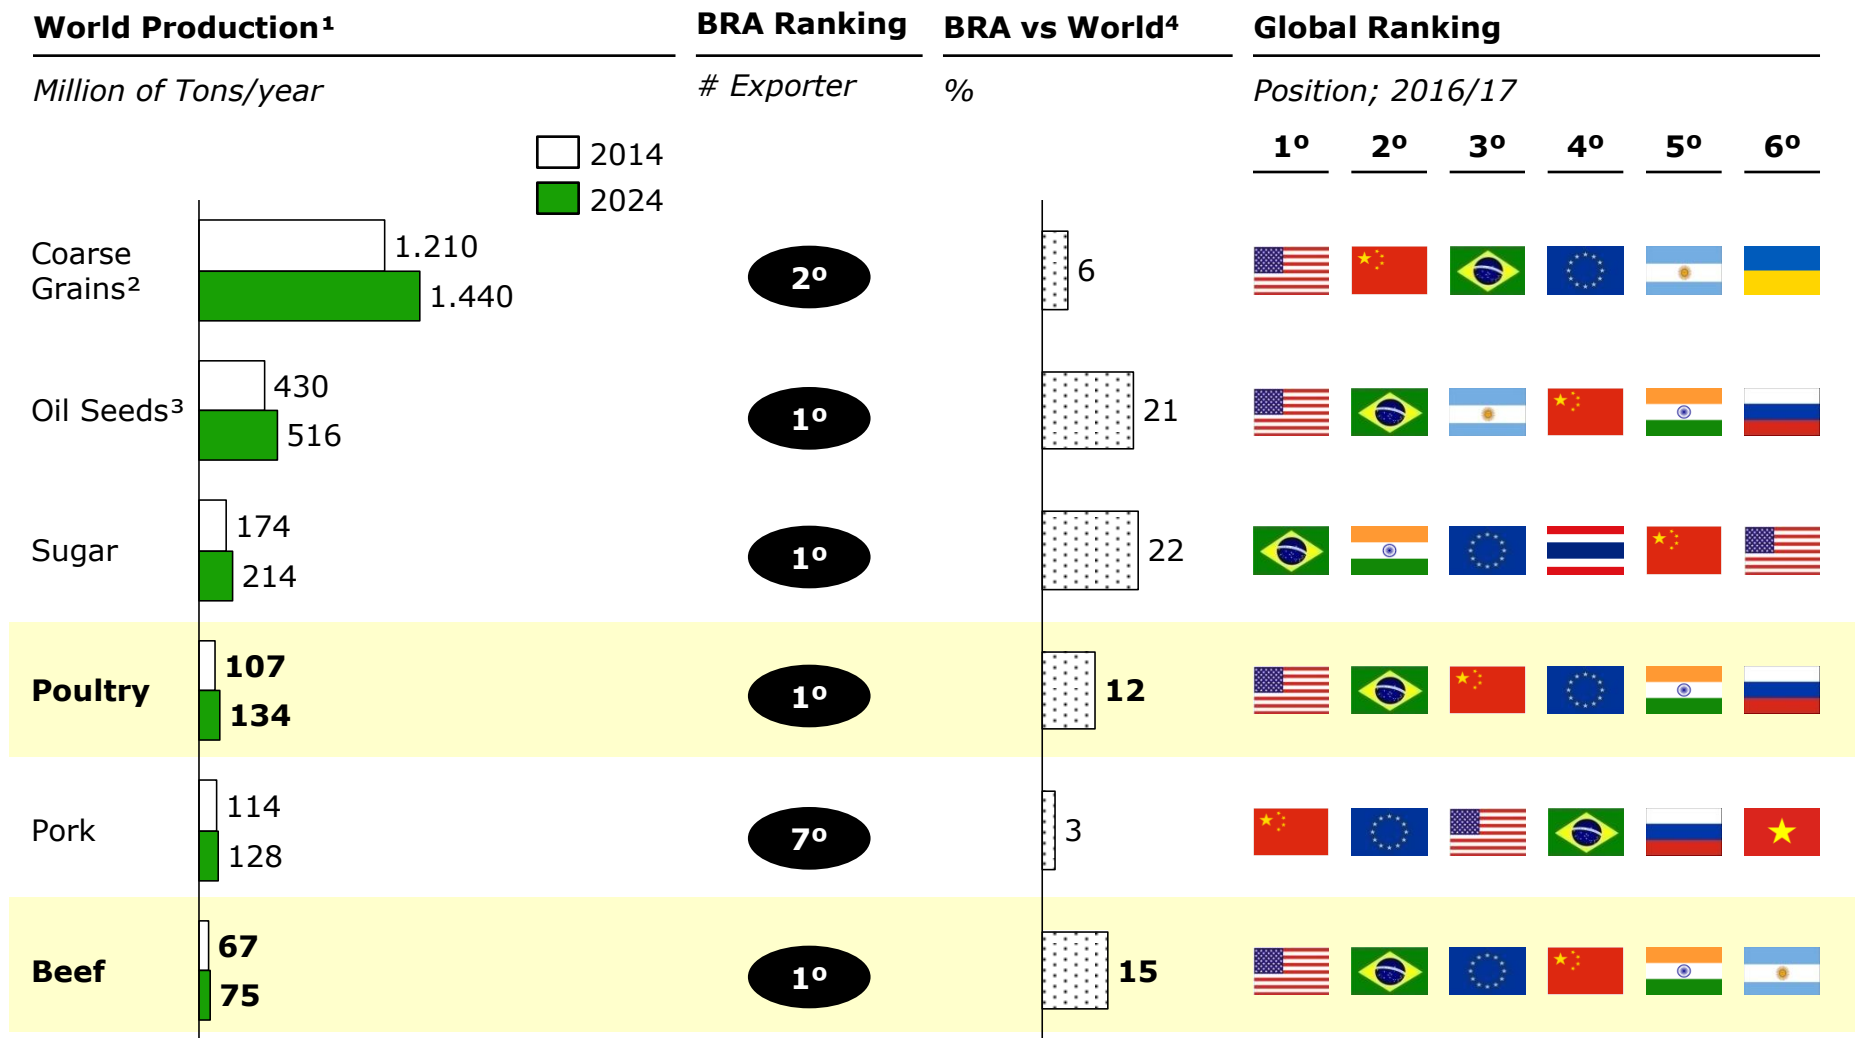 World Production¹
BRA Ranking
BRA vs World⁴
Global Ranking
Million of Tons/year
# Exporter
%
Position; 2016/17
2014
2024
1º 2º 3º 4º 5º 6º
Coarse
Grains²
1.210
1.440
2º
6
Oil Seeds³
430
516
1º
21
Sugar
174
214
1º
22
Poultry
107
134
1º
12
Pork
114
128
7º
3
Beef
67
75
1º
15